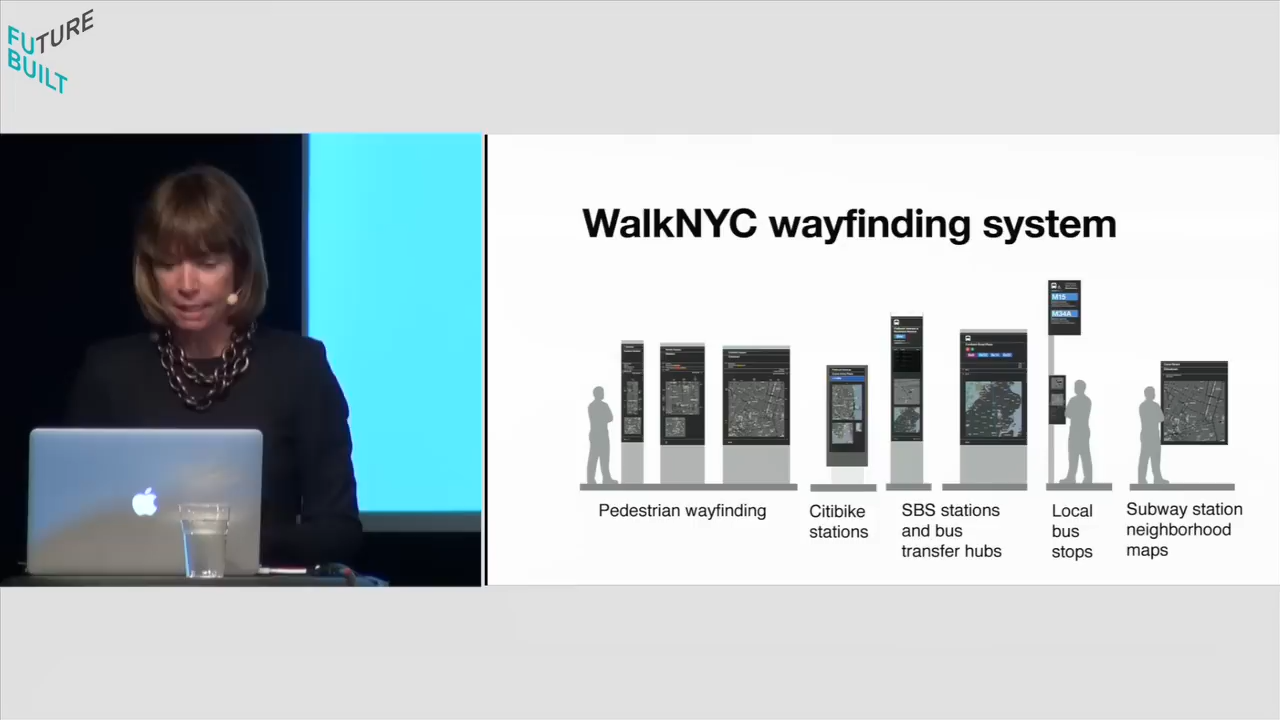 FUTURE
BUILT
WalkNYC wayfinding system
M15
M34A
Pedestrian wayfinding
Citibike
stations
SBS stations
and bus
transfer hubs
Local
bus
stops
Subway station
neighborhood
maps